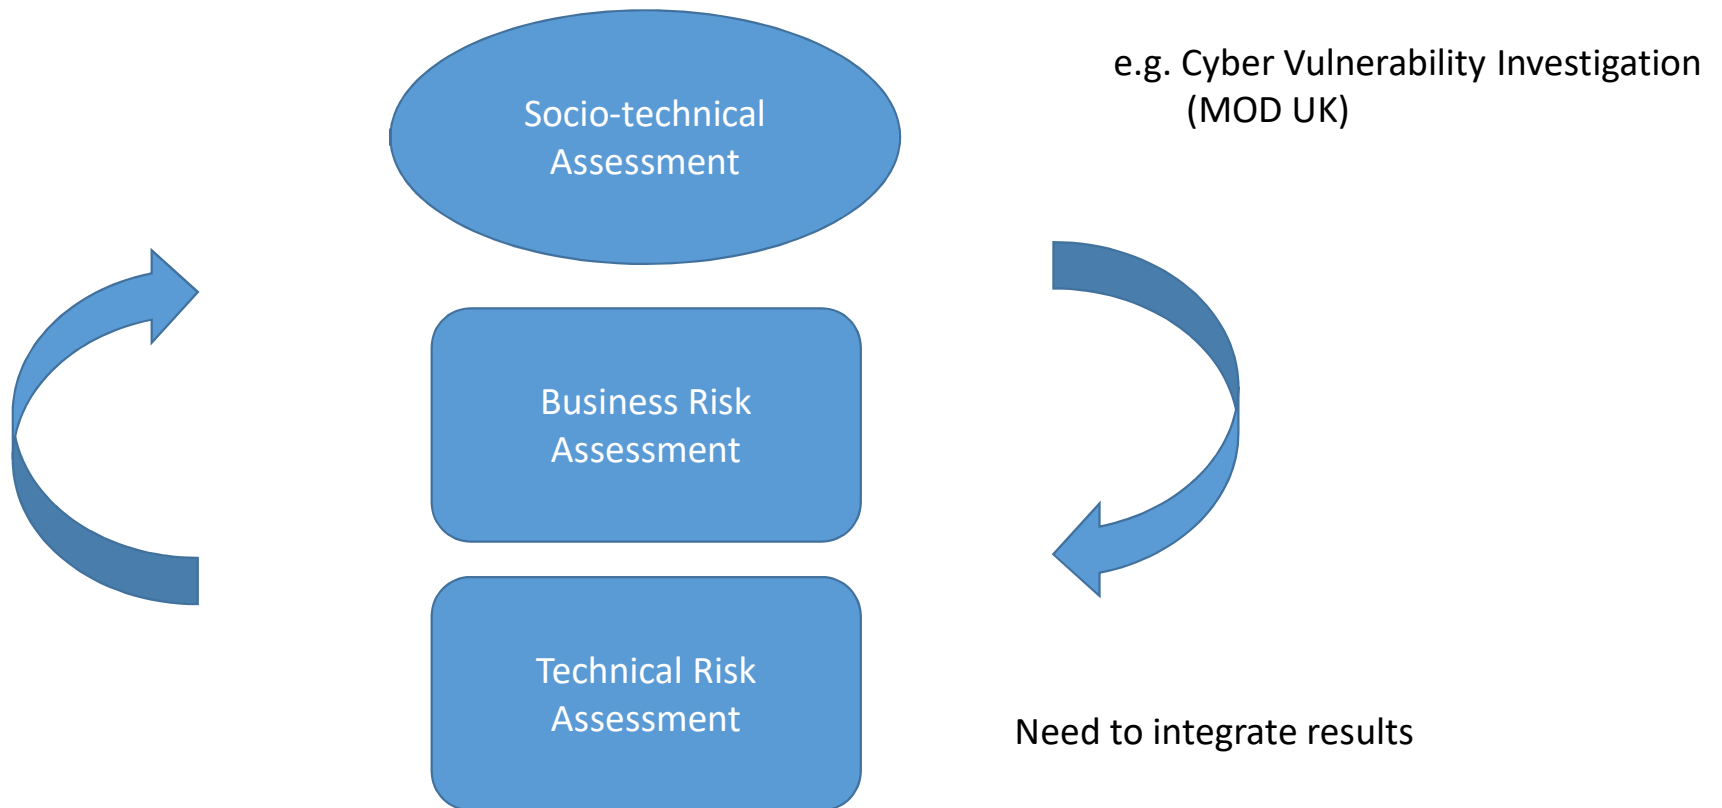 Socio-technical
Assessment
e.g. Cyber Vulnerability Investigation
(MOD UK)
Business Risk
Assessment
Technical Risk
Assessment
Need to integrate results